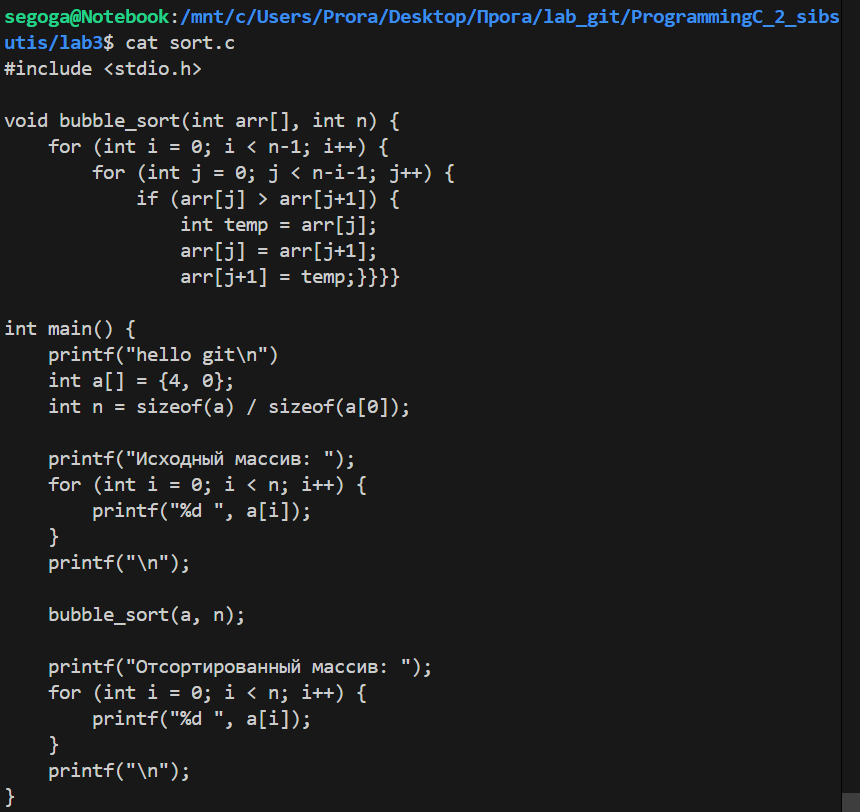 segoga@Notebook:/mnt/c/Users/Prora/Desktop/Прога/lab_git/ProgrammingC_2_sibs
utis/lab3$ cat sort.c
#include <stdio.h>

void bubble_sort(int arr[], int n) {
    for (int i = 0; i < n-1; i++) {
        for (int j = 0; j < n-i-1; j++) {
            if (arr[j] > arr[j+1]) {
                int temp = arr[j];
                arr[j] = arr[j+1];
                arr[j+1] = temp;}}}}

int main() {
    printf("hello git\n")
    int a[] = {4, 0};
    int n = sizeof(a) / sizeof(a[0]);

    printf("Исходный массив: ");
    for (int i = 0; i < n; i++) {
        printf("%d ", a[i]);
    }
    printf("\n");

    bubble_sort(a, n);

    printf("Отсортированный массив: ");
    for (int i = 0; i < n; i++) {
        printf("%d ", a[i]);
    }
    printf("\n");
}